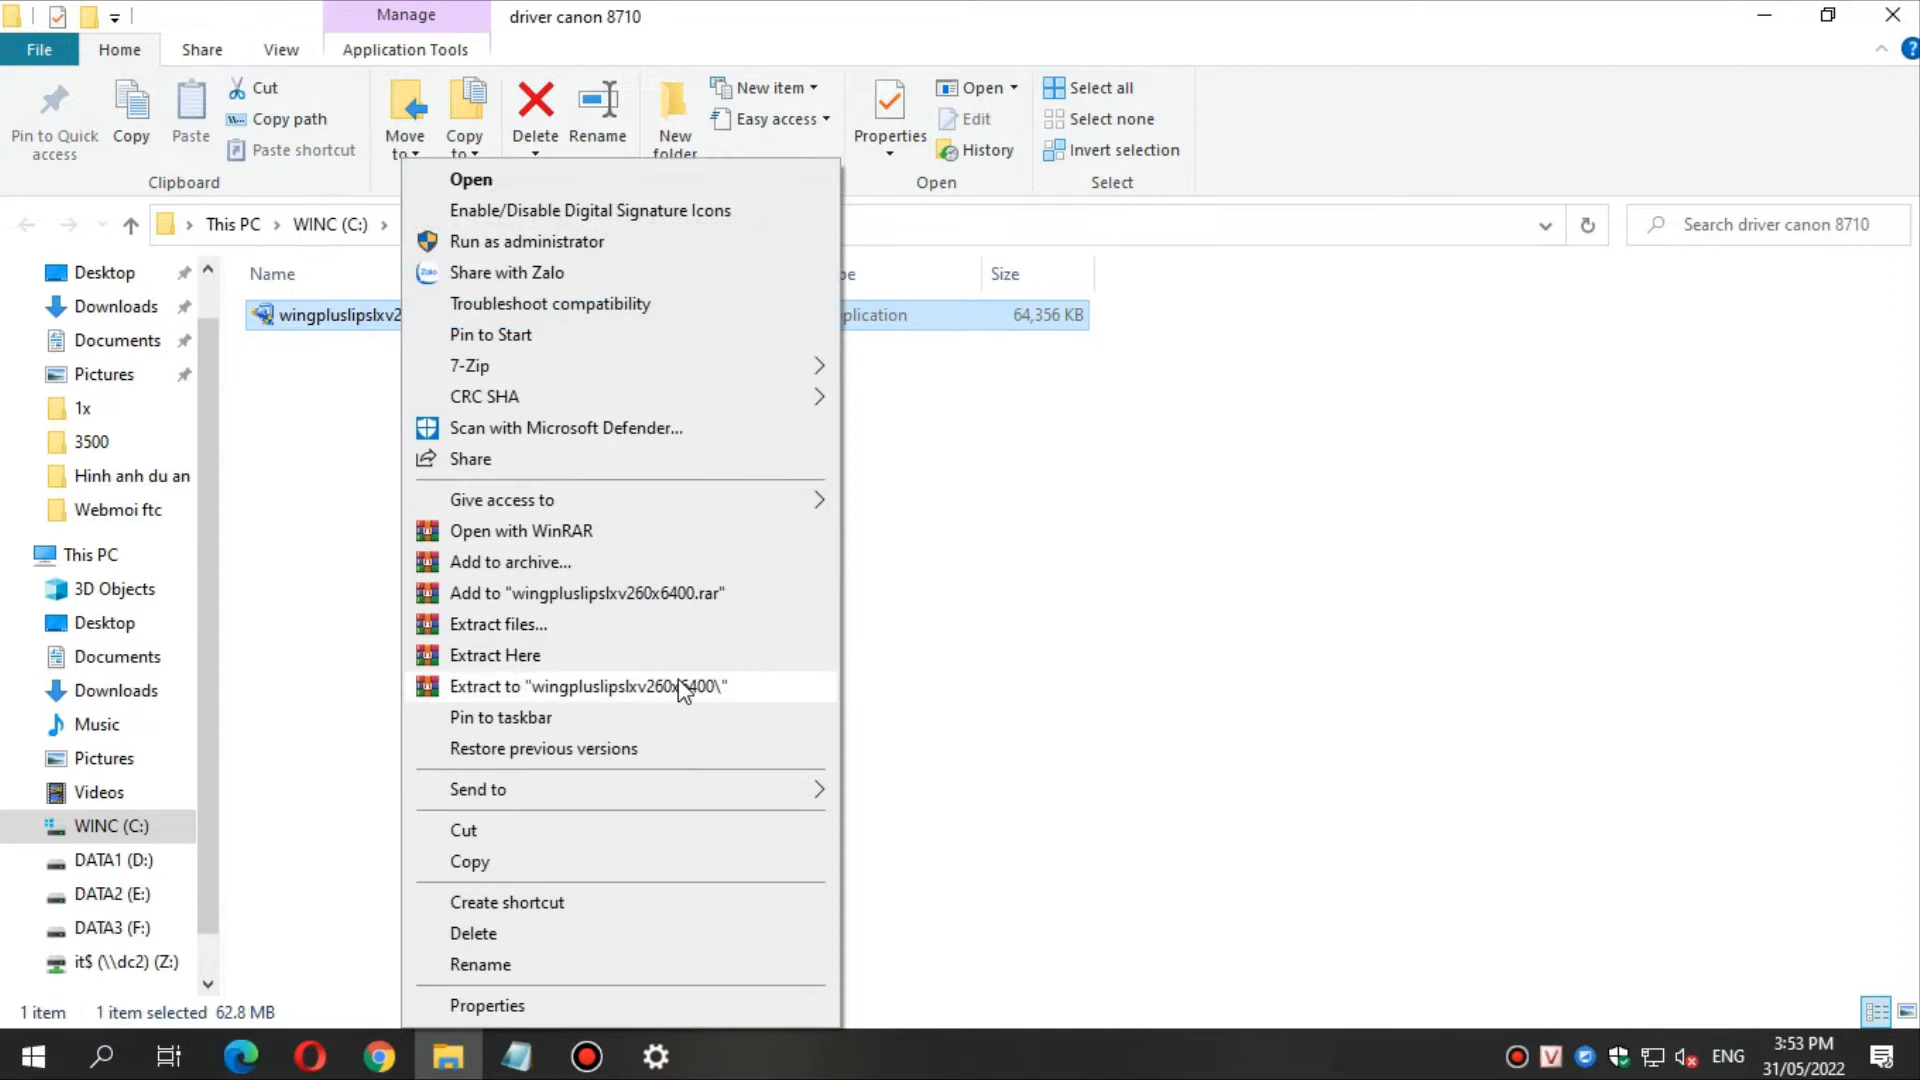 Manage
driver canon 8710
File
Home
Share
View
Application Tools
Pin to Quick
access
Copy
Paste
Cut
Copy path
Paste shortcut
Clipboard
Move
to
Copy
to
Delete
Rename
New
folder
New item
Easy access
Properties
Open
Edit
History
Open
Select all
Select none
Invert selection
Select
This PC
WINC (C:)
Search driver canon 8710
Desktop
Downloads
Documents
Pictures
1x
3500
Hinh anh du an
Webmoi ftc
This PC
3D Objects
Desktop
Documents
Downloads
Music
Pictures
Videos
WINC (C:)
DATA1 (D:)
DATA2 (E:)
DATA3 (F:)
it$ (\\dc2) (Z:)
Name
pe
Size
wingpluslipslxv2
plication
64,356 KB
Open
Enable/Disable Digital Signature Icons
Run as administrator
Zalo
Share with Zalo
Troubleshoot compatibility
Pin to Start
7-Zip
CRC SHA
Scan with Microsoft Defender...
Share
Give access to
Open with WinRAR
Add to archive...
Add to "wingpluslipslxv260x6400.rar"
Extract files...
Extract Here
Extract to "wingpluslipslxv260x6400\"
Pin to taskbar
Restore previous versions
Send to
Cut
Copy
Create shortcut
Delete
Rename
Properties
1 item
1 item selected 62.8 MB
V
ENG
3:53 PM
31/05/2022